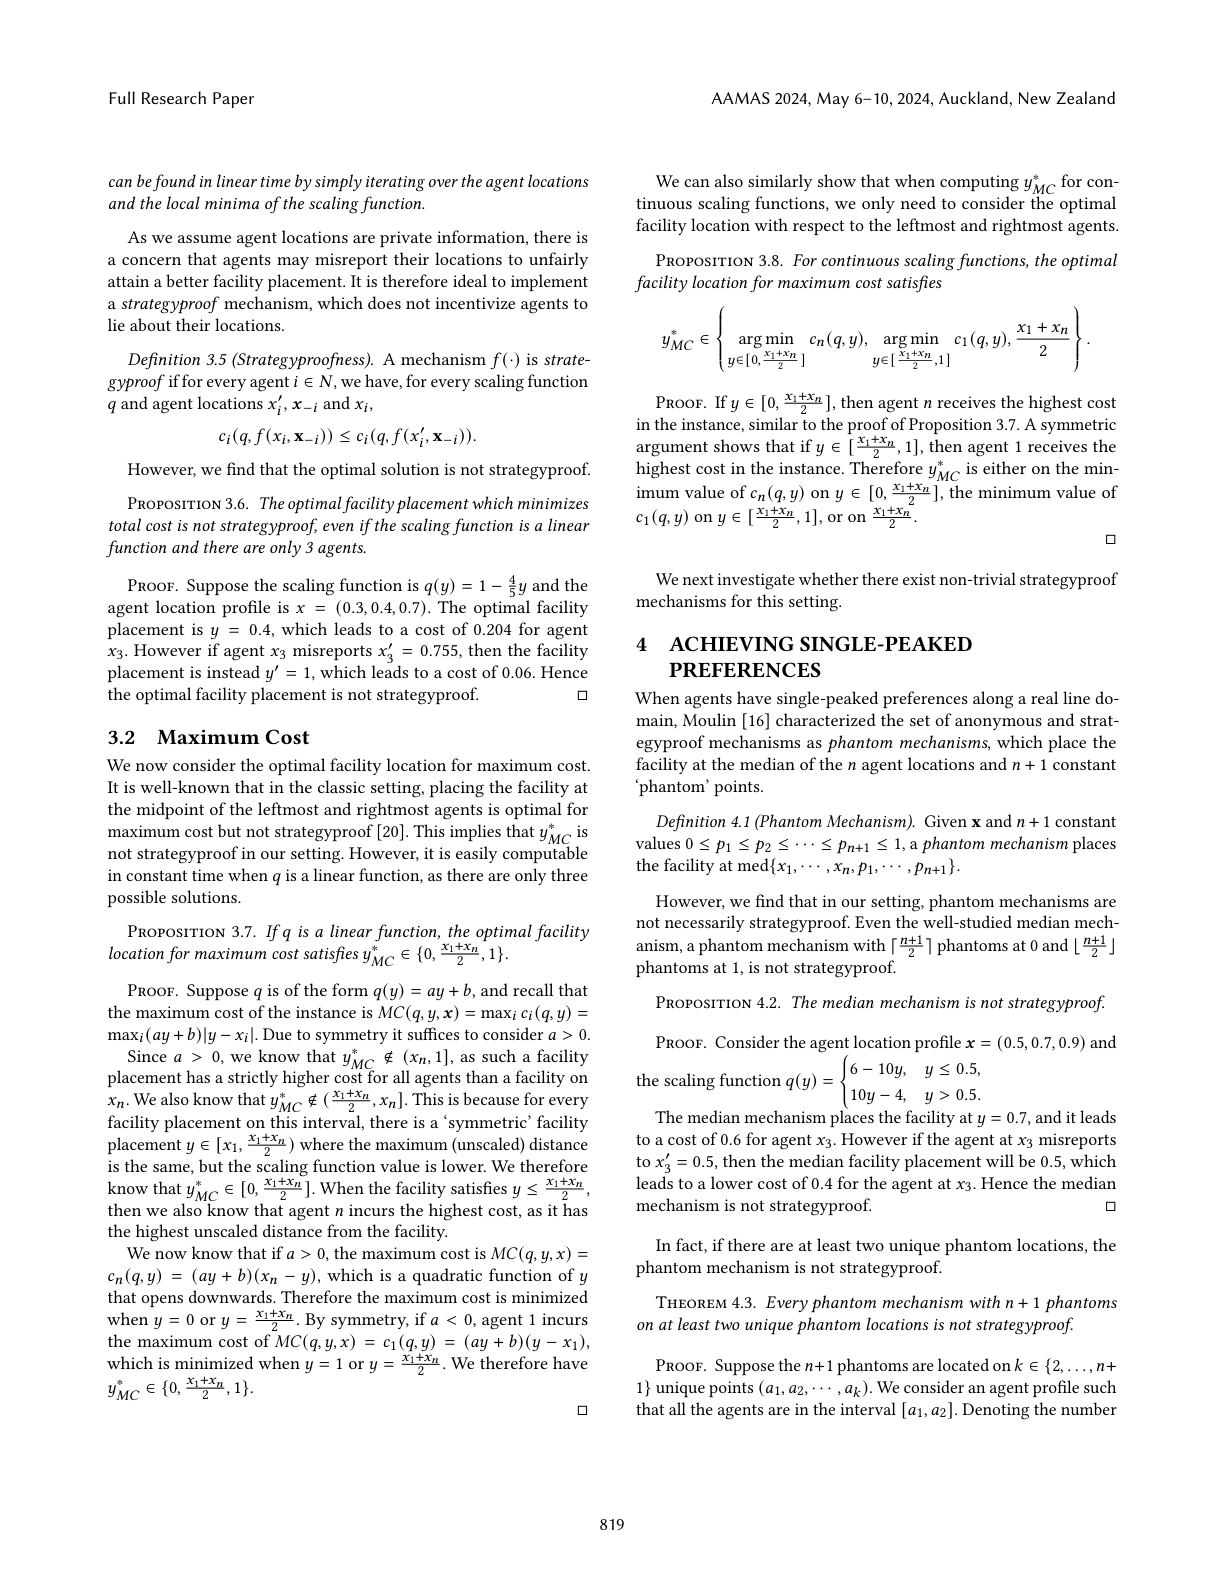 Full Research Paper
AAMAS 2024, May 6–10, 2024, Auckland, New Zealand
can be found in linear time by simply iterating over the agent locations
and the local minima of the scaling function.
As we assume agent locations are private information, there is
a concern that agents may misreport their locations to unfairly
attain a better facility placement. It is therefore ideal to implement
a strategyproof mechanism, which does not incentivize agents to
lie about their locations.
Definition 3.5 (Strategyproofness). A mechanism f(·) is strate-
gyproof if for every agent i ∈ N, we have, for every scaling function
q and agent locations x′_i, x_{−i} and x_i,
c_i(q, f(x_i, x_{−i})) ≤ c_i(q, f(x′_i, x_{−i})).
However, we find that the optimal solution is not strategyproof.
Proposition 3.6. The optimal facility placement which minimizes
total cost is not strategyproof, even if the scaling function is a linear
function and there are only 3 agents.
Proof. Suppose the scaling function is q(y) = 1 − 4/5 y and the
agent location profile is x = (0.3, 0.4, 0.7). The optimal facility
placement is y = 0.4, which leads to a cost of 0.204 for agent
x_3. However if agent x_3 misreports x′_3 = 0.755, then the facility
placement is instead y′ = 1, which leads to a cost of 0.06. Hence
the optimal facility placement is not strategyproof. □
3.2 Maximum Cost
We now consider the optimal facility location for maximum cost.
It is well-known that in the classic setting, placing the facility at
the midpoint of the leftmost and rightmost agents is optimal for
maximum cost but not strategyproof [20]. This implies that y*_{MC} is
not strategyproof in our setting. However, it is easily computable
in constant time when q is a linear function, as there are only three
possible solutions.
Proposition 3.7. If q is a linear function, the optimal facility
location for maximum cost satisfies y*_{MC} ∈ {0, (x_1+x_n)/2, 1}.
Proof. Suppose q is of the form q(y) = ay + b, and recall that
the maximum cost of the instance is MC(q, y, x) = max_i c_i(q, y) =
max_i(ay + b)|y − x_i|. Due to symmetry it suffices to consider a > 0.
Since a > 0, we know that y*_{MC} ∉ (x_n, 1], as such a facility
placement has a strictly higher cost for all agents than a facility on
x_n. We also know that y*_{MC} ∉ ((x_1+x_n)/2, x_n]. This is because for every
facility placement on this interval, there is a ‘symmetric’ facility
placement y ∈ [x_1, (x_1+x_n)/2) where the maximum (unscaled) distance
is the same, but the scaling function value is lower. We therefore
know that y*_{MC} ∈ [0, (x_1+x_n)/2]. When the facility satisfies y ≤ (x_1+x_n)/2,
then we also know that agent n incurs the highest cost, as it has
the highest unscaled distance from the facility.
We now know that if a > 0, the maximum cost is MC(q, y, x) =
c_n(q, y) = (ay + b)(x_n − y), which is a quadratic function of y
that opens downwards. Therefore the maximum cost is minimized
when y = 0 or y = (x_1+x_n)/2. By symmetry, if a < 0, agent 1 incurs
the maximum cost of MC(q, y, x) = c_1(q, y) = (ay + b)(y − x_1),
which is minimized when y = 1 or y = (x_1+x_n)/2. We therefore have
y*_{MC} ∈ {0, (x_1+x_n)/2, 1}.
□
We can also similarly show that when computing y*_{MC} for con-
tinuous scaling functions, we only need to consider the optimal
facility location with respect to the leftmost and rightmost agents.
Proposition 3.8. For continuous scaling functions, the optimal
facility location for maximum cost satisfies
y*_{MC} ∈ { arg min_{y∈[0, (x_1+x_n)/2]} c_n(q, y), arg min_{y∈[(x_1+x_n)/2, 1]} c_1(q, y), (x_1 + x_n)/2 }.
Proof. If y ∈ [0, (x_1+x_n)/2], then agent n receives the highest cost
in the instance, similar to the proof of Proposition 3.7. A symmetric
argument shows that if y ∈ [(x_1+x_n)/2, 1], then agent 1 receives the
highest cost in the instance. Therefore y*_{MC} is either on the min-
imum value of c_n(q, y) on y ∈ [0, (x_1+x_n)/2], the minimum value of
c_1(q, y) on y ∈ [(x_1+x_n)/2, 1], or on (x_1+x_n)/2.
□
We next investigate whether there exist non-trivial strategyproof
mechanisms for this setting.
4 ACHIEVING SINGLE-PEAKED
PREFERENCES
When agents have single-peaked preferences along a real line do-
main, Moulin [16] characterized the set of anonymous and strat-
egyproof mechanisms as phantom mechanisms, which place the
facility at the median of the n agent locations and n + 1 constant
‘phantom’ points.
Definition 4.1 (Phantom Mechanism). Given x and n + 1 constant
values 0 ≤ p_1 ≤ p_2 ≤ · · · ≤ p_{n+1} ≤ 1, a phantom mechanism places
the facility at med{x_1, · · · , x_n, p_1, · · · , p_{n+1}}.
However, we find that in our setting, phantom mechanisms are
not necessarily strategyproof. Even the well-studied median mech-
anism, a phantom mechanism with ⌈(n+1)/2⌉ phantoms at 0 and ⌊(n+1)/2⌋
phantoms at 1, is not strategyproof.
Proposition 4.2. The median mechanism is not strategyproof.
Proof. Consider the agent location profile x = (0.5, 0.7, 0.9) and
the scaling function q(y) = { 6 − 10y, y ≤ 0.5,
10y − 4, y > 0.5.
The median mechanism places the facility at y = 0.7, and it leads
to a cost of 0.6 for agent x_3. However if the agent at x_3 misreports
to x′_3 = 0.5, then the median facility placement will be 0.5, which
leads to a lower cost of 0.4 for the agent at x_3. Hence the median
mechanism is not strategyproof. □
In fact, if there are at least two unique phantom locations, the
phantom mechanism is not strategyproof.
Theorem 4.3. Every phantom mechanism with n + 1 phantoms
on at least two unique phantom locations is not strategyproof.
Proof. Suppose the n+1 phantoms are located on k ∈ {2, . . . , n+
1} unique points (a_1, a_2, · · · , a_k). We consider an agent profile such
that all the agents are in the interval [a_1, a_2]. Denoting the number
819